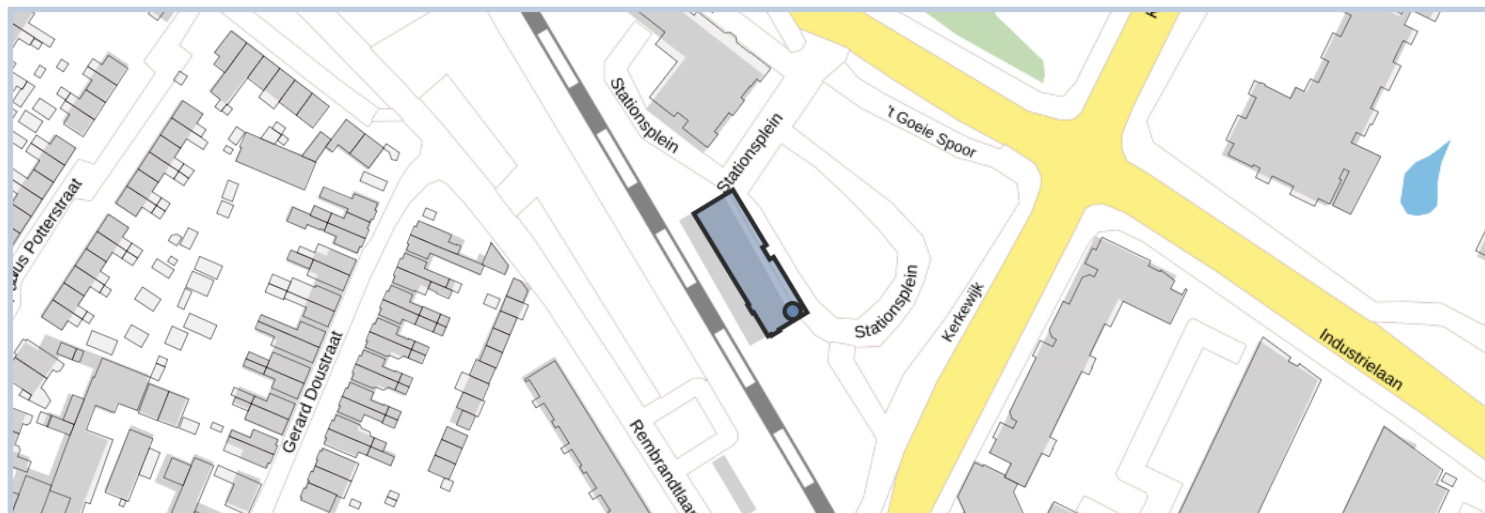 Stationsplein
't Goeie Spoor
Stationsplein
Potterstraat
Stationsplein
Kerkewijk
Gerard Doustraat
Industrielaan
Rembrandtlaan